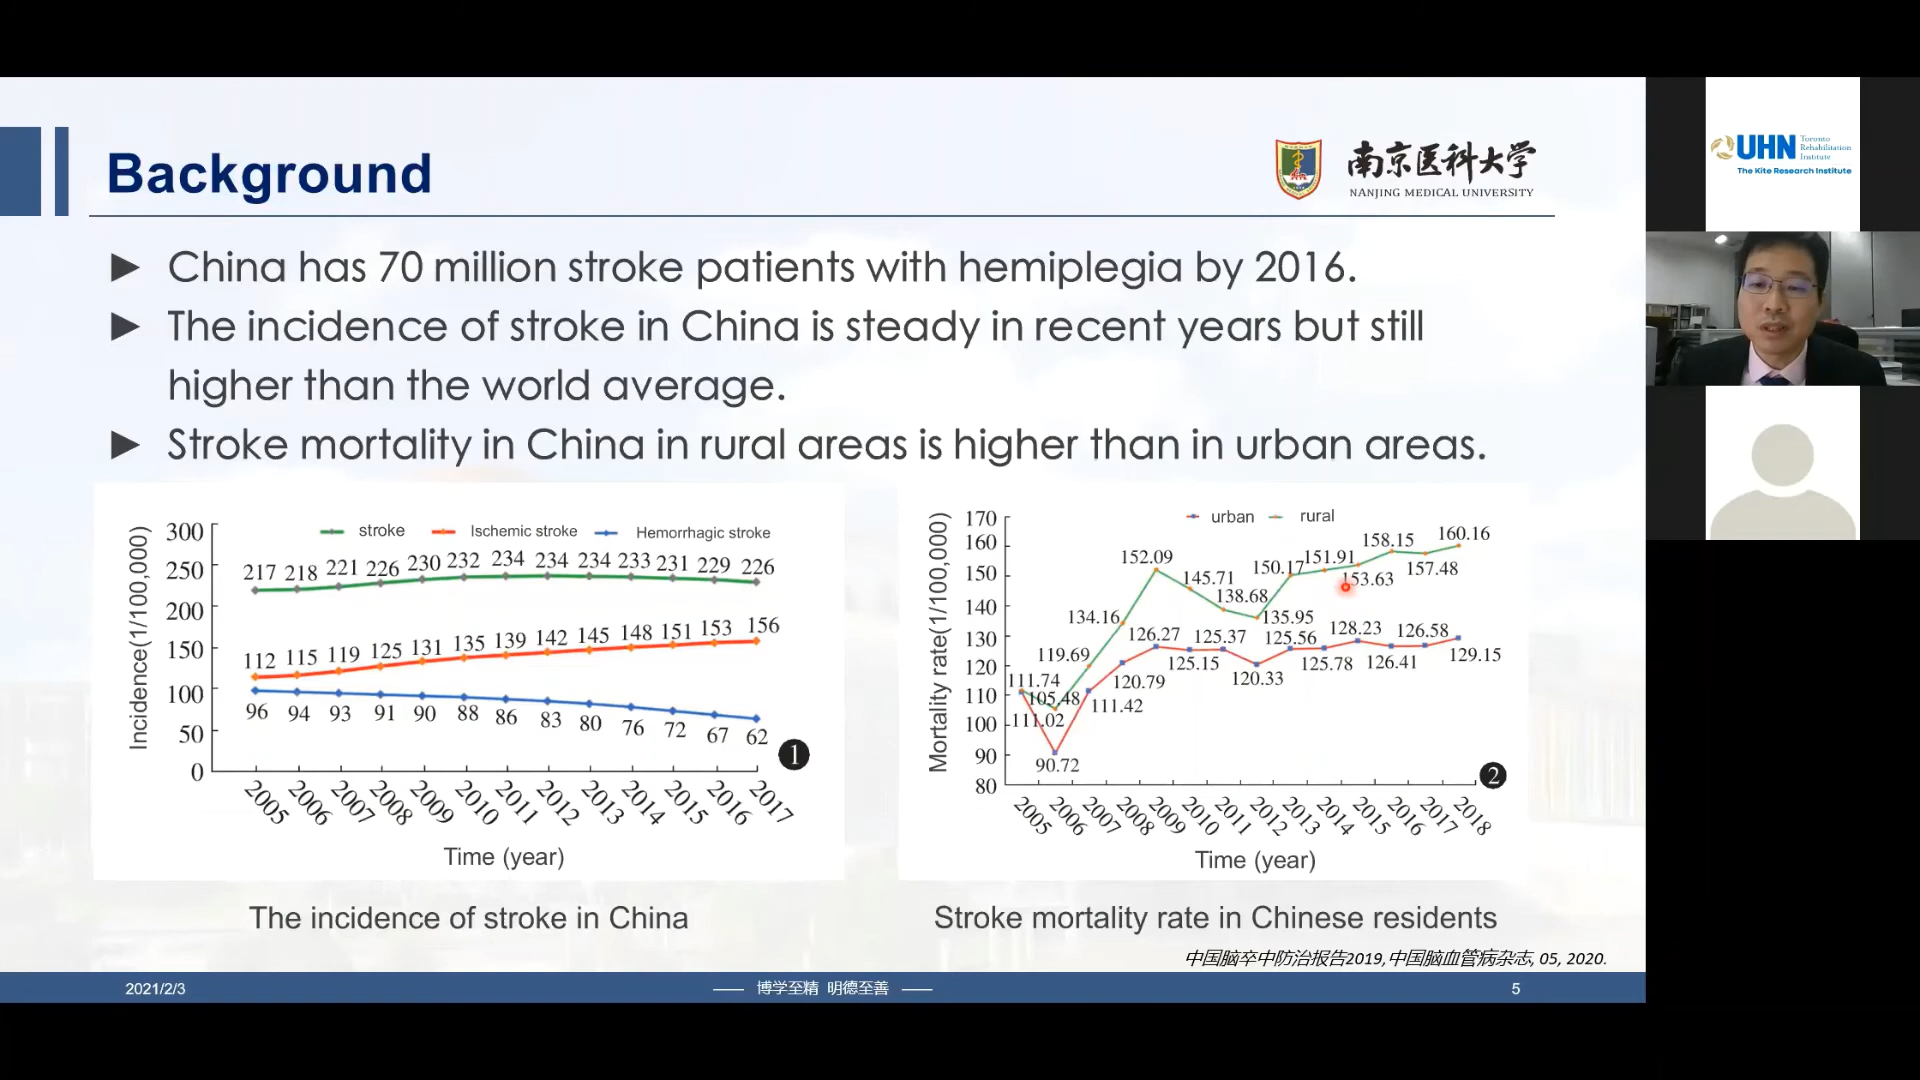 Background
南京医科大学
NANJING MEDICAL UNIVERSITY
► China has 70 million stroke patients with hemiplegia by 2016.
► The incidence of stroke in China is steady in recent years but still
higher than the world average.
► Stroke mortality in China in rural areas is higher than in urban areas.
Incidence(1/100,000)
300
250
200
150
100
50
0
stroke Ischemic stroke Hemorrhagic stroke
217 218 221 226 230 232 234 234 234 233 231 229 226
112 115 119 125 131 135 139 142 145 148 151 153 156
96 94 93 91 90 88 86 83 80 76 72 67 62
1
2005 2006 2007 2008 2009 2010 2011 2012 2013 2014 2015 2016 2017
Time (year)
The incidence of stroke in China
Mortality rate(1/100,000)
170
160
150
140
130
120
110
100
90
80
urban rural
111.74 105.48 119.69 134.16 152.09 145.71 138.68 135.95 150.17 151.91 153.63 158.15 157.48 160.16
111.02 90.72 111.42 120.79 126.27 125.15 125.37 120.33 125.56 125.78 128.23 126.41 126.58 129.15
2
2005 2006 2007 2008 2009 2010 2011 2012 2013 2014 2015 2016 2017 2018
Time (year)
Stroke mortality rate in Chinese residents
中国脑卒中防治报告2019,中国脑血管病杂志, 05, 2020.
2021/2/3
博学至精 明德至善
5
UHN
Toronto
Rehabilitation
Institute
The Kite Research Institute